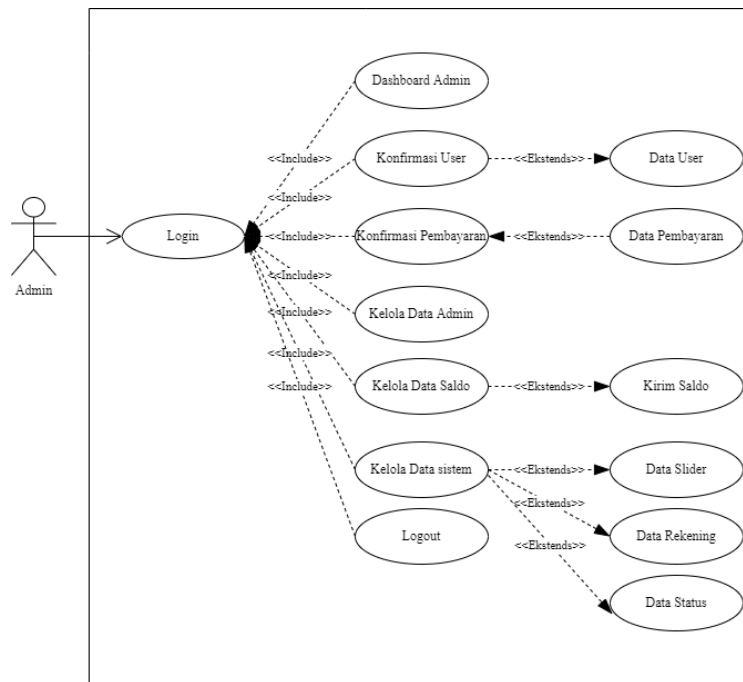 Dashboard Admin
<<Include>>
Konfirmasi User
<<Ekstends>>
Data User
<<Include>>
Login
<<Include>>
Konfirmasi Pembayaran
<<Ekstends>>
Data Pembayaran
<<Include>>
Admin
Kelola Data Admin
<<Include>>
<<Include>>
Kelola Data Saldo
<<Ekstends>>
Kirim Saldo
<<Include>>
Kelola Data sistem
<<Ekstends>>
Data Slider
<<Ekstends>>
Logout
Data Rekening
<<Ekstends>>
Data Status